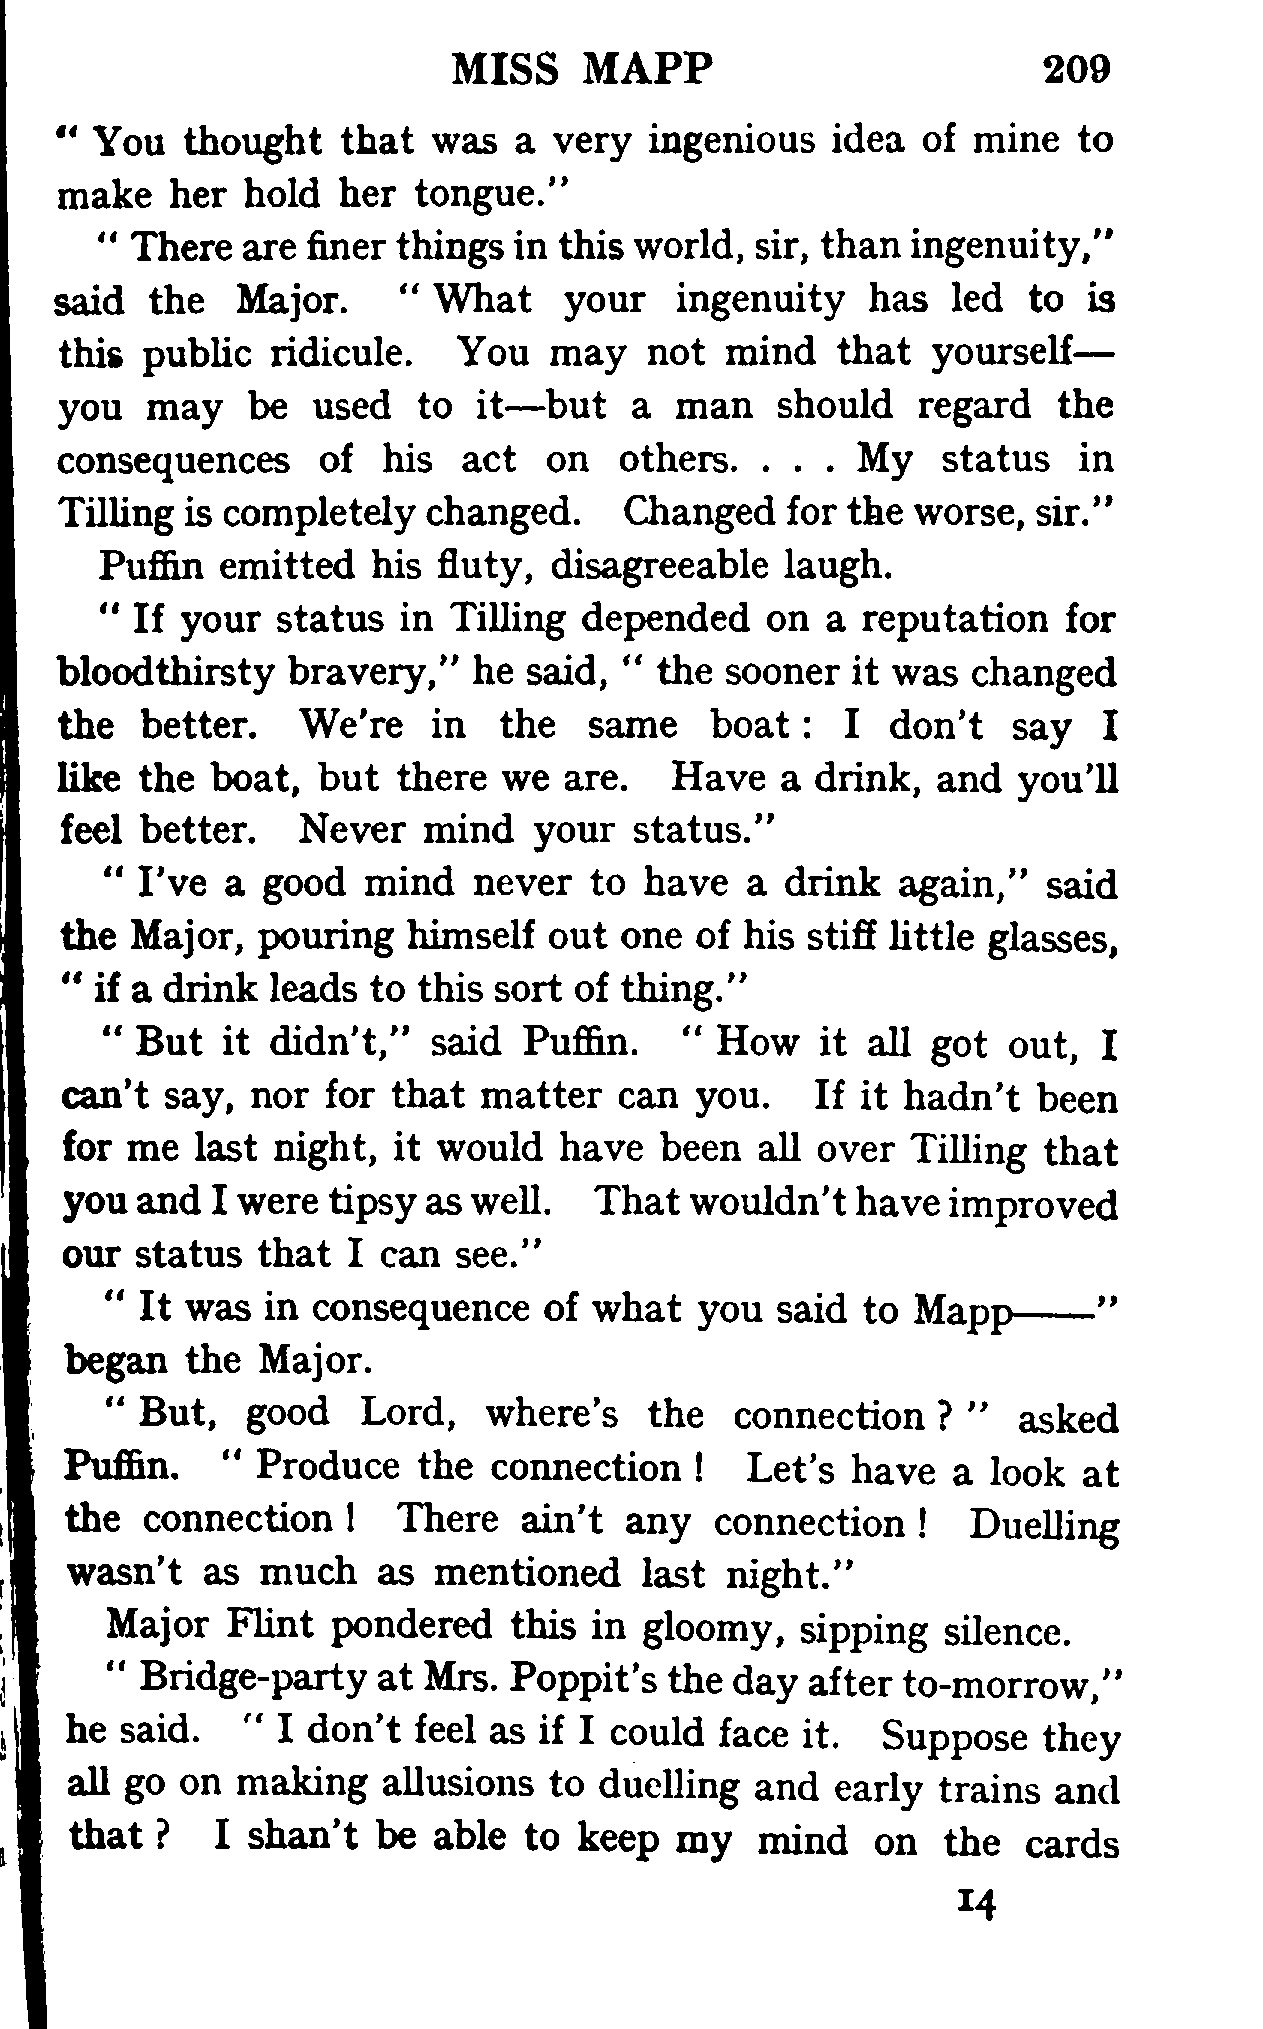 MISS MAPP 209
“ You thought that was a very ingenious idea of mine to
make her hold her tongue.”
“ There are finer things in this world, sir, than ingenuity,”
said the Major. “ What your ingenuity has led to is
this public ridicule. You may not mind that yourself—
you may be used to it—but a man should regard the
consequences of his act on others. . . . My status in
Tilling is completely changed. Changed for the worse, sir.”
Puffin emitted his fluty, disagreeable laugh.
“ If your status in Tilling depended on a reputation for
bloodthirsty bravery,” he said, “ the sooner it was changed
the better. We're in the same boat : I don't say I
like the boat, but there we are. Have a drink, and you'll
feel better. Never mind your status.”
“ I've a good mind never to have a drink again,” said
the Major, pouring himself out one of his stiff little glasses,
“ if a drink leads to this sort of thing.”
“ But it didn't,” said Puffin. “ How it all got out, I
can't say, nor for that matter can you. If it hadn't been
for me last night, it would have been all over Tilling that
you and I were tipsy as well. That wouldn't have improved
our status that I can see.”
“ It was in consequence of what you said to Mapp——”
began the Major.
“ But, good Lord, where's the connection ? ” asked
Puffin. “ Produce the connection ! Let's have a look at
the connection ! There ain't any connection ! Duelling
wasn't as much as mentioned last night.”
Major Flint pondered this in gloomy, sipping silence.
“ Bridge-party at Mrs. Poppit's the day after to-morrow,”
he said. “ I don't feel as if I could face it. Suppose they
all go on making allusions to duelling and early trains and
that ? I shan't be able to keep my mind on the cards
14